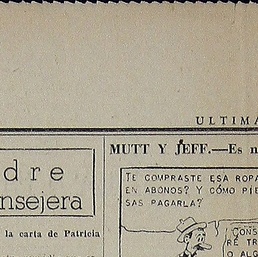 ULTIMA
dre
nsejera
la carta de Patricia
MUTT Y JEFF.—Es n
TE COMPRASTE ESA ROPA
EN ABONOS? Y CÓMO PIE
SAS PAGARLA?
CONS
RE TR
O ALG